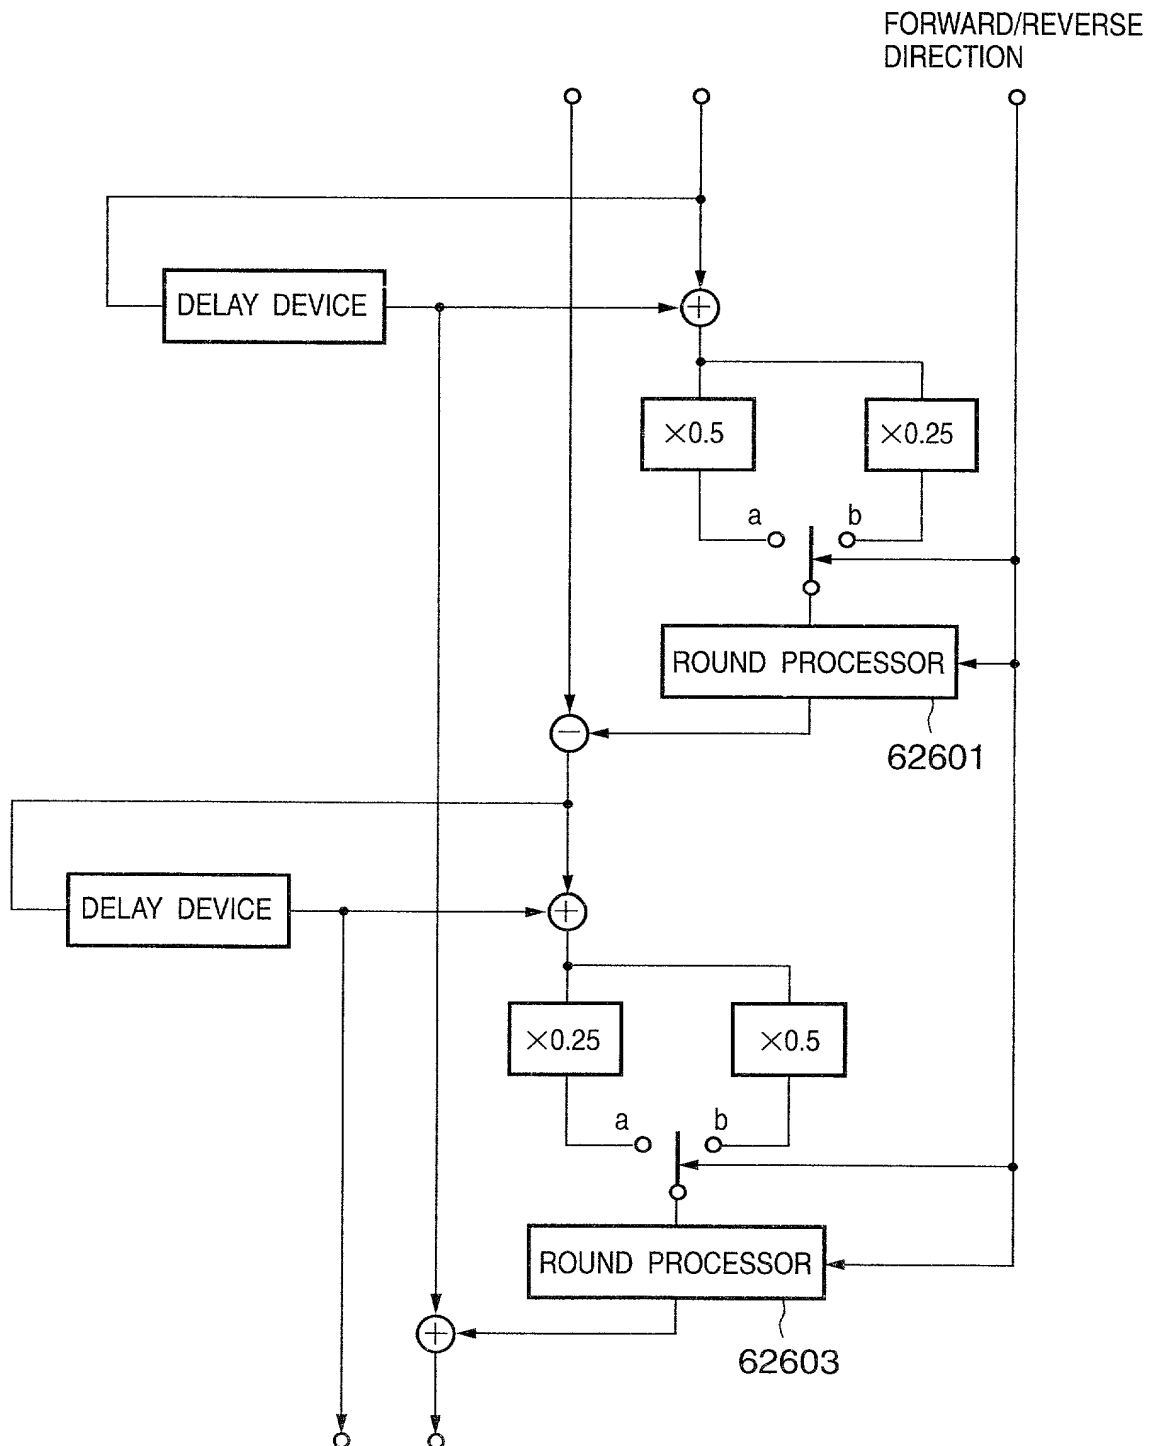 FORWARD/REVERSE
DIRECTION
DELAY DEVICE
+
×0.5
×0.25
a
b
ROUND PROCESSOR
62601
−
DELAY DEVICE
+
×0.25
×0.5
a
b
ROUND PROCESSOR
62603
+